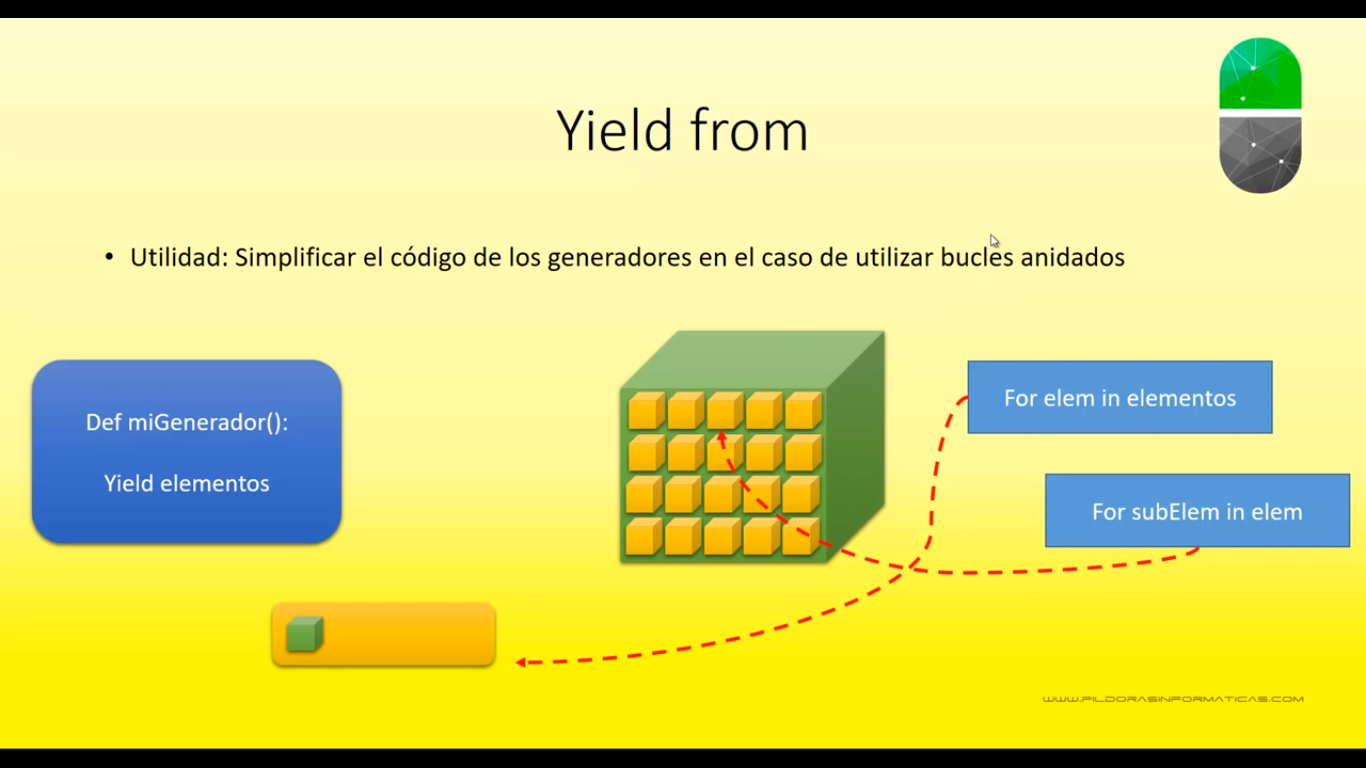 Yield from
• Utilidad: Simplificar el código de los generadores en el caso de utilizar bucles anidados
Def miGenerador():
Yield elementos
For elem in elementos
For subElem in elem
WWW.PILDORASINFORMATICAS.COM